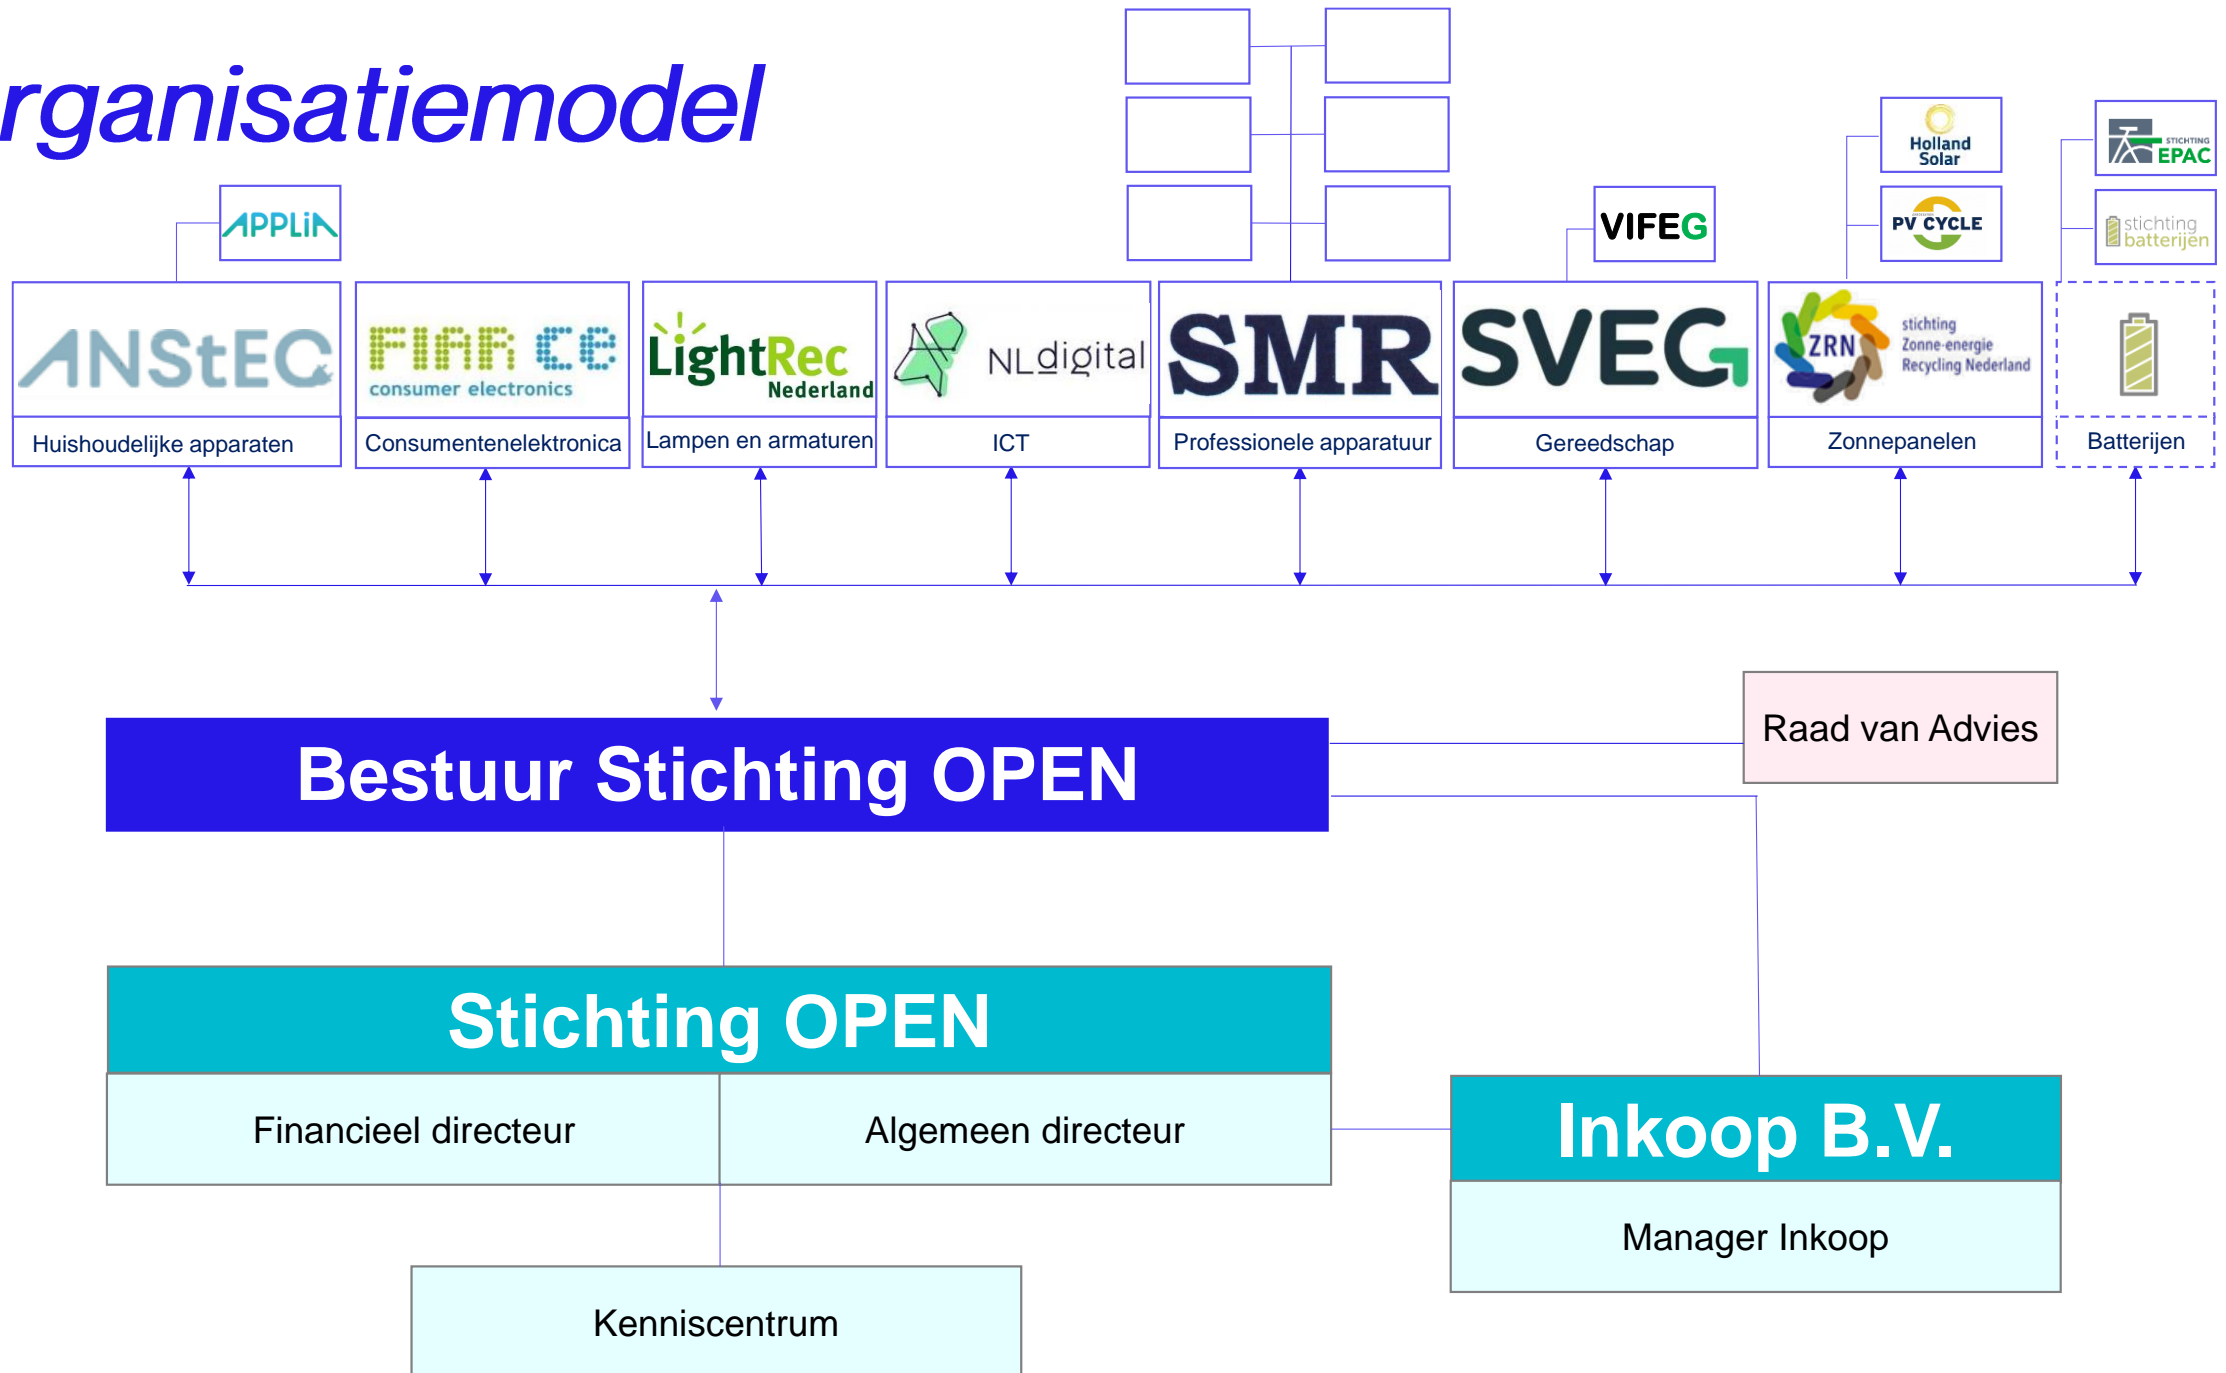 rganisatiemodel
Holland
Solar
STICHTING
EPAC
APPLiA
VIFEG
PV CYCLE
stichting
batterijen
ANStEC
FIAR CE
consumer electronics
LightRec
Nederland
NLdigital
SMR
SVEG
ZRN
stichting
Zonne-energie
Recycling Nederland
Huishoudelijke apparaten
Consumentenelektronica
Lampen en armaturen
ICT
Professionele apparatuur
Gereedschap
Zonnepanelen
Batterijen
Raad van Advies
Bestuur Stichting OPEN
Stichting OPEN
Financieel directeur
Algemeen directeur
Inkoop B.V.
Manager Inkoop
Kenniscentrum